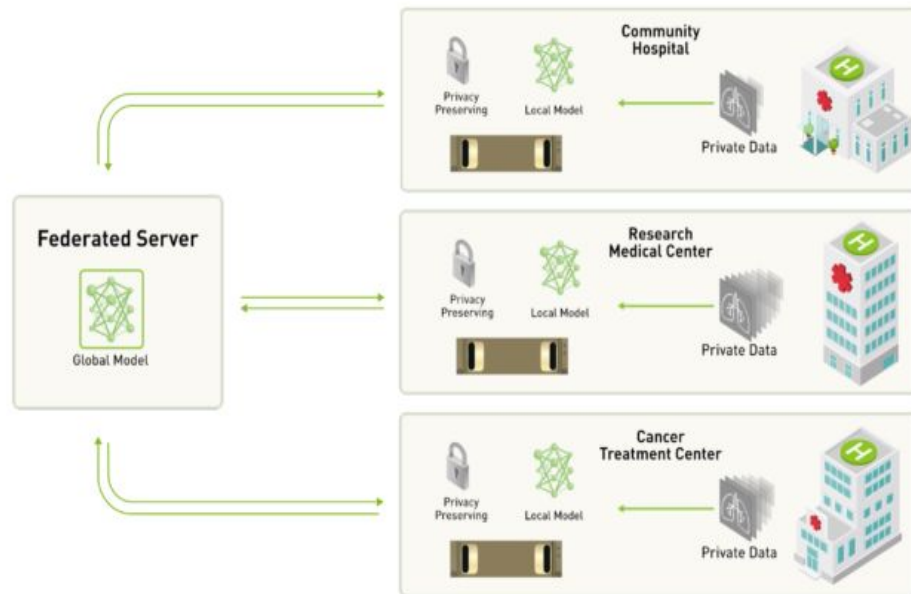 Community
Hospital
Privacy
Preserving
Local Model
Private Data
H
Federated Server
Global Model
Research
Medical Center
Privacy
Preserving
Local Model
Private Data
H
Cancer
Treatment Center
Privacy
Preserving
Local Model
Private Data
H